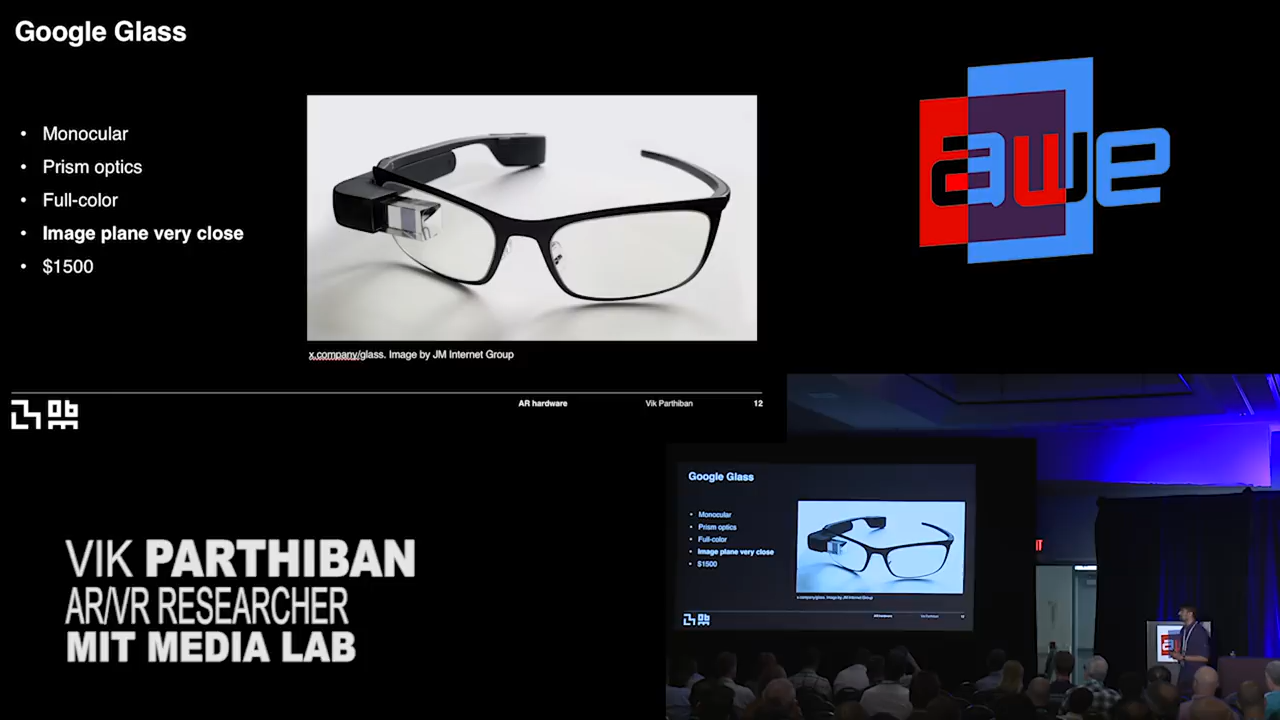 Google Glass
• Monocular
• Prism optics
• Full-color
• Image plane very close
• $1500
x.company/glass. Image by JM Internet Group
AR hardware
Vik Parthiban
12
awe
VIK PARTHIBAN
AR/VR RESEARCHER
MIT MEDIA LAB
Google Glass
• Monocular
• Prism optics
• Full-color
• Image plane very close
• $1500
awe